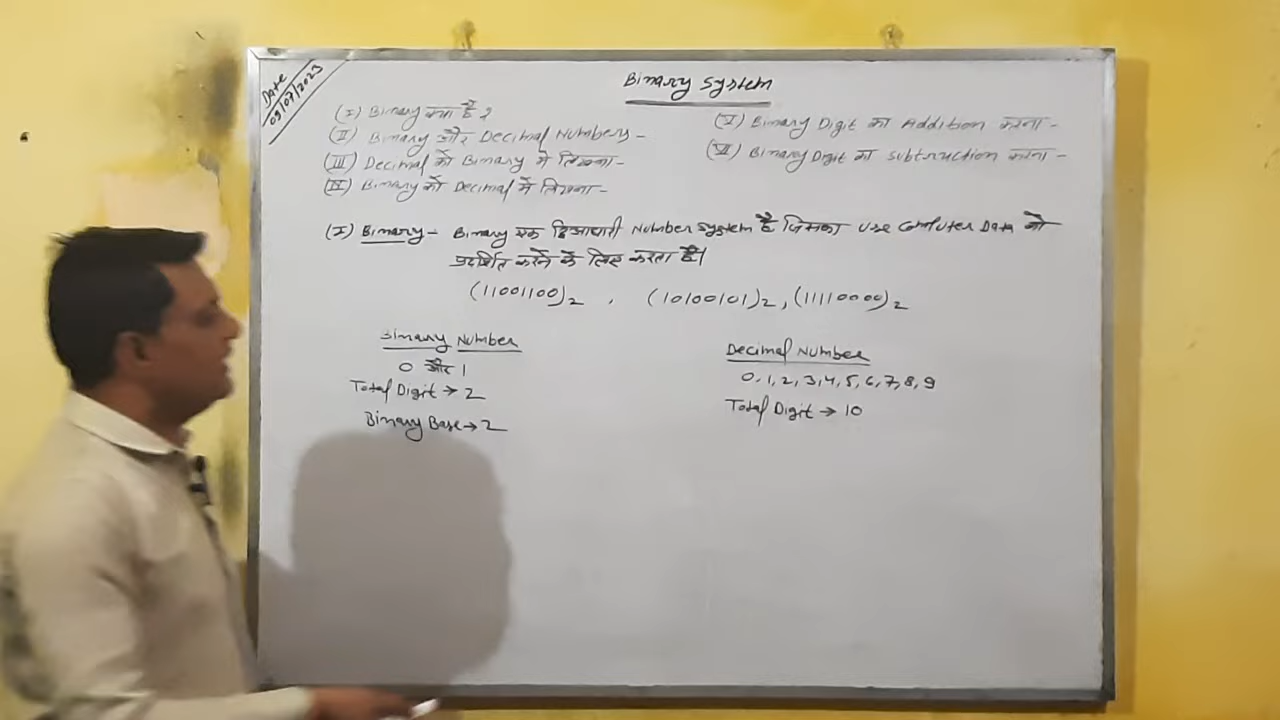 Date
09/07/2023
Binary System
(I) Binary क्या है ?
(II) Binary और Decimal Numbers -
(III) Decimal को Binary में लिखना -
(IV) Binary को Decimal में लिखना -
(V) Binary Digit का Addition करना -
(VI) Binary Digit का Subtruction करना -
(I) Binary - Binary एक द्विआधारी Number System है जिसका Use Computer Data को
प्रदर्शित करने के लिए करता है।
(11001100)2 , (10100101)2, (11110000)2
Binary Number
0 और 1
Total Digit → 2
Binary Base → 2
Decimal Number
0, 1, 2, 3, 4, 5, 6, 7, 8, 9
Total Digit → 10